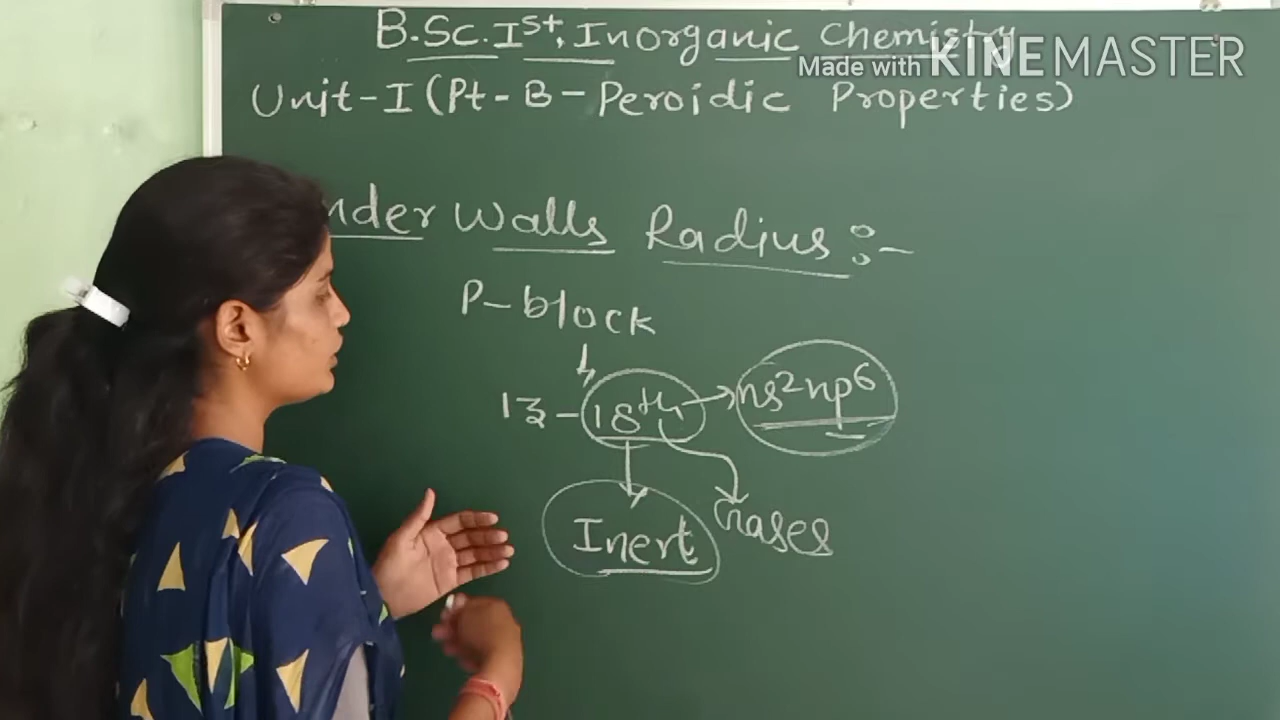 B.Sc. Ist, Inorganic Chemistry
Made with KINEMASTER
Unit-I (Pt-B-Peroidic Properties)
nder Walls Radius :-
P-block
13-18th ns2np6
Inert Gases